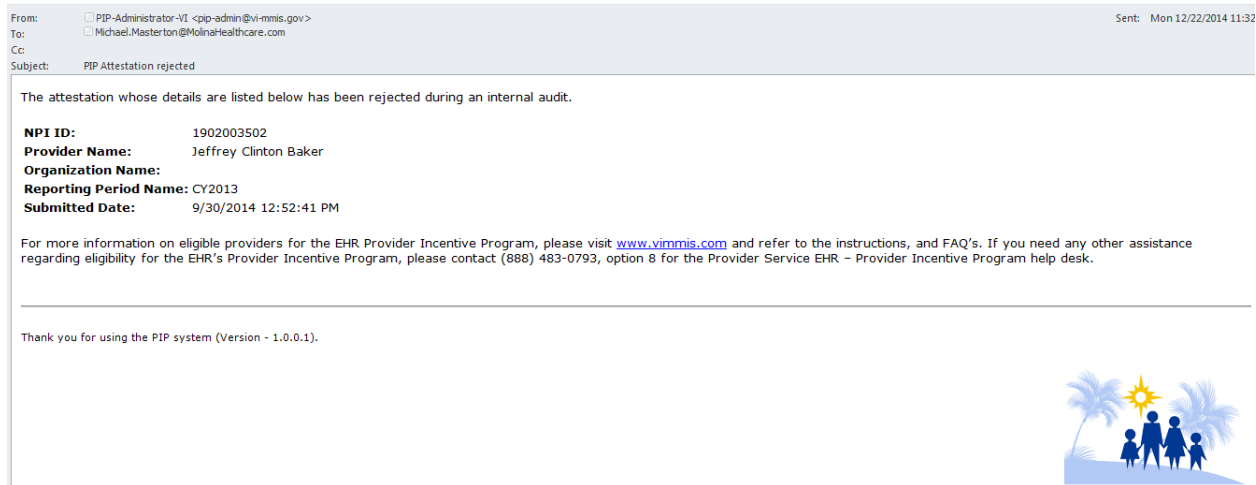 From: PIP-Administrator-VI <pip-admin@vi-mmis.gov> Sent: Mon 12/22/2014 11:32
To: Michael.Masterton@MolinaHealthcare.com
Cc:
Subject: PIP Attestation rejected
The attestation whose details are listed below has been rejected during an internal audit.
NPI ID: 1902003502
Provider Name: Jeffrey Clinton Baker
Organization Name:
Reporting Period Name: CY2013
Submitted Date: 9/30/2014 12:52:41 PM
For more information on eligible providers for the EHR Provider Incentive Program, please visit www.vimmis.com and refer to the instructions, and FAQ's. If you need any other assistance
regarding eligibility for the EHR's Provider Incentive Program, please contact (888) 483-0793, option 8 for the Provider Service EHR – Provider Incentive Program help desk.
Thank you for using the PIP system (Version - 1.0.0.1).